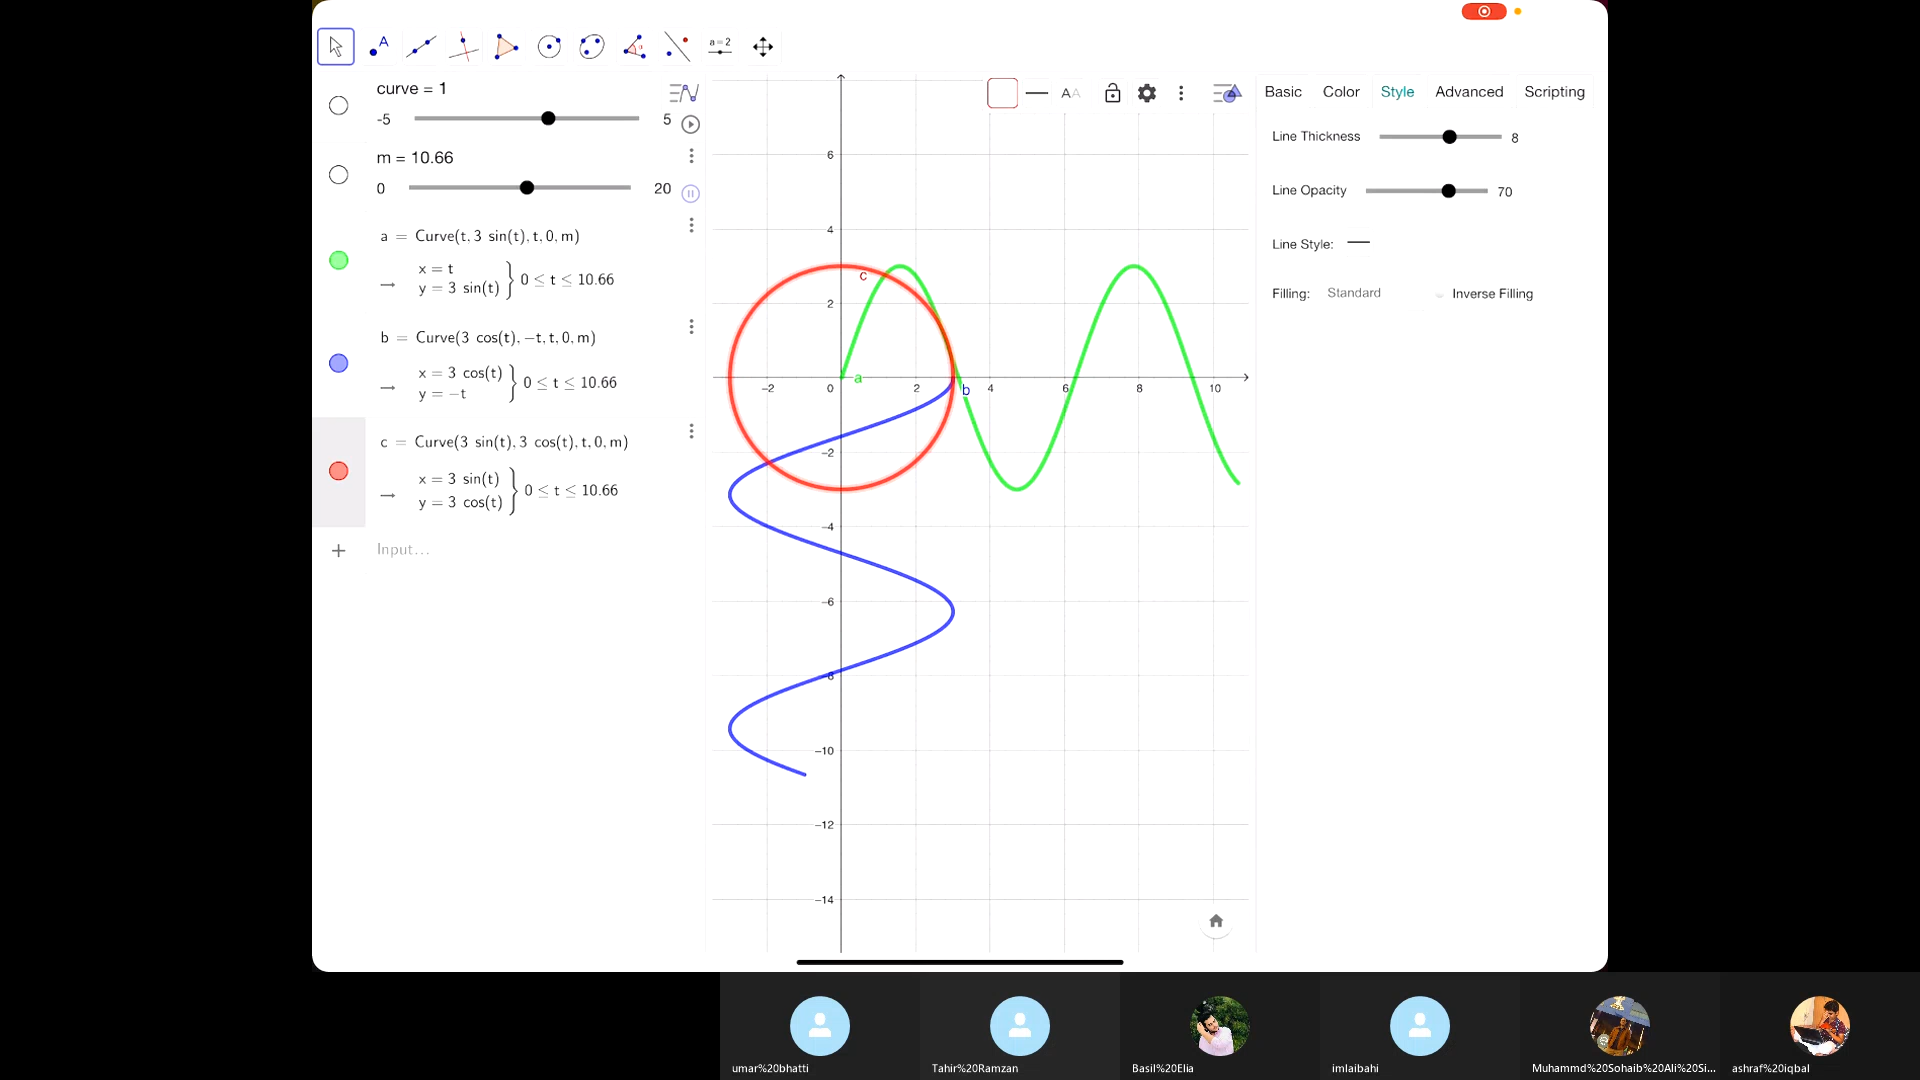 A
a=2
curve = 1
-5
5
m = 10.66
0
20
a = Curve(t, 3 sin(t), t, 0, m)
→ x = t
y = 3 sin(t) } 0 ≤ t ≤ 10.66
b = Curve(3 cos(t), −t, t, 0, m)
→ x = 3 cos(t)
y = −t } 0 ≤ t ≤ 10.66
c = Curve(3 sin(t), 3 cos(t), t, 0, m)
→ x = 3 sin(t)
y = 3 cos(t) } 0 ≤ t ≤ 10.66
+ Input…
AA
6
4
2
c
a
b
−2
0
2
4
6
8
10
−2
−4
−6
−8
−10
−12
−14
Basic Color Style Advanced Scripting
Line Thickness 8
Line Opacity 70
Line Style:
Filling: Standard Inverse Filling
umar%20bhatti
Tahir%20Ramzan
Basil%20Elia
imlaibahi
Muhammd%20Sohaib%20Ali%20Si...
ashraf%20iqbal